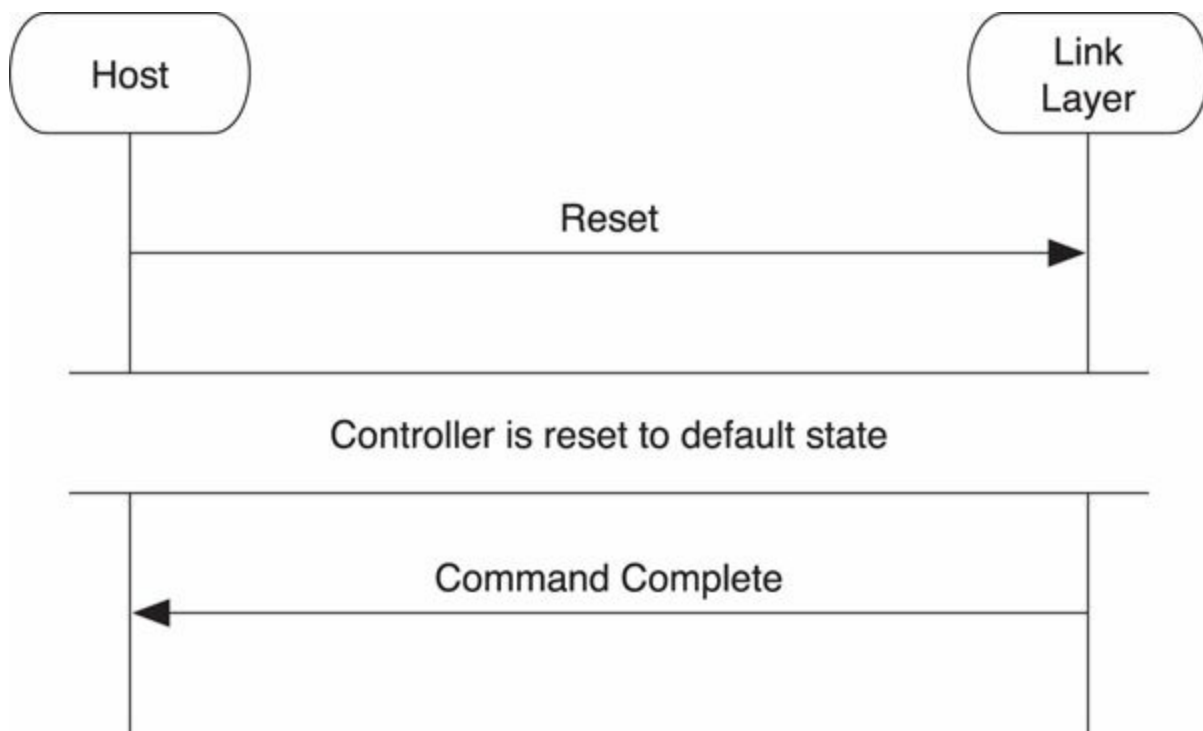 Host
Link
Layer
Reset
Controller is reset to default state
Command Complete